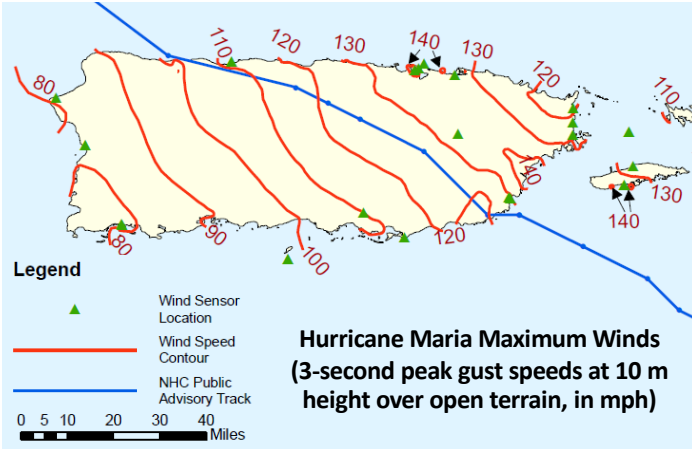 80
110
120
130
140
130
120
110
140
130
140
80
90
100
120
Legend
Wind Sensor
Location
Wind Speed
Contour
NHC Public
Advisory Track
0 5 10 20 30 40
Miles
Hurricane Maria Maximum Winds
(3-second peak gust speeds at 10 m
height over open terrain, in mph)